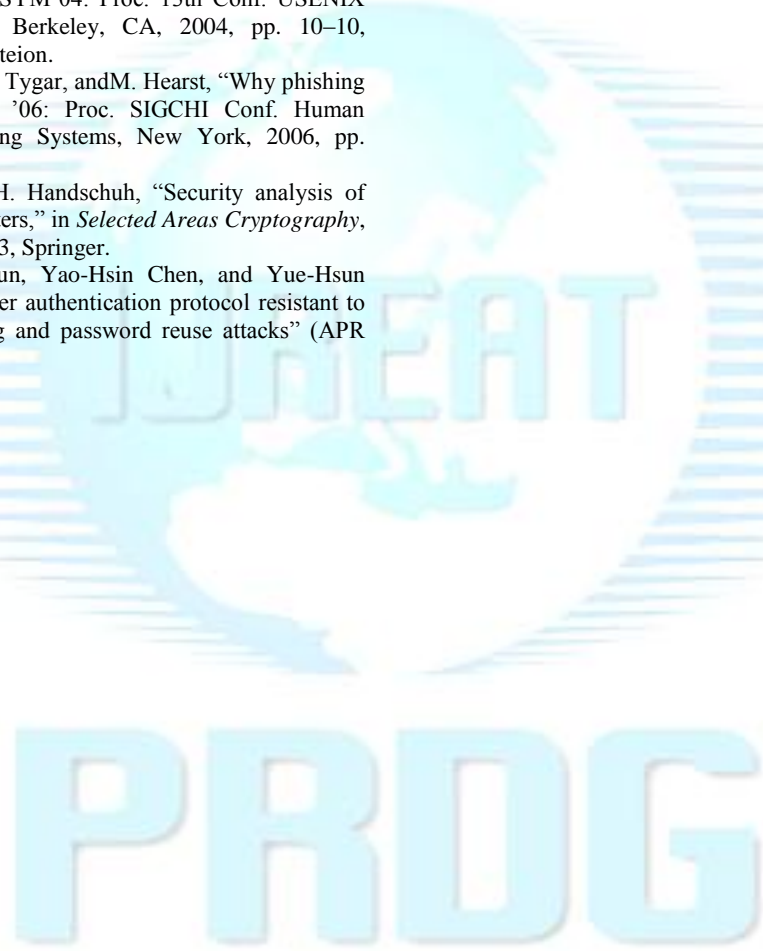 STM'04: Proc. 13th Conf. USENIX
Berkeley, CA, 2004, pp. 10–10,
teion.
Tygar, andM. Hearst, “Why phishing
’06: Proc. SIGCHI Conf. Human
ng Systems, New York, 2006, pp.
H. Handschuh, “Security analysis of
ters,” in Selected Areas Cryptography,
3, Springer.
un, Yao-Hsin Chen, and Yue-Hsun
er authentication protocol resistant to
g and password reuse attacks” (APR
IJREAT
PRDG